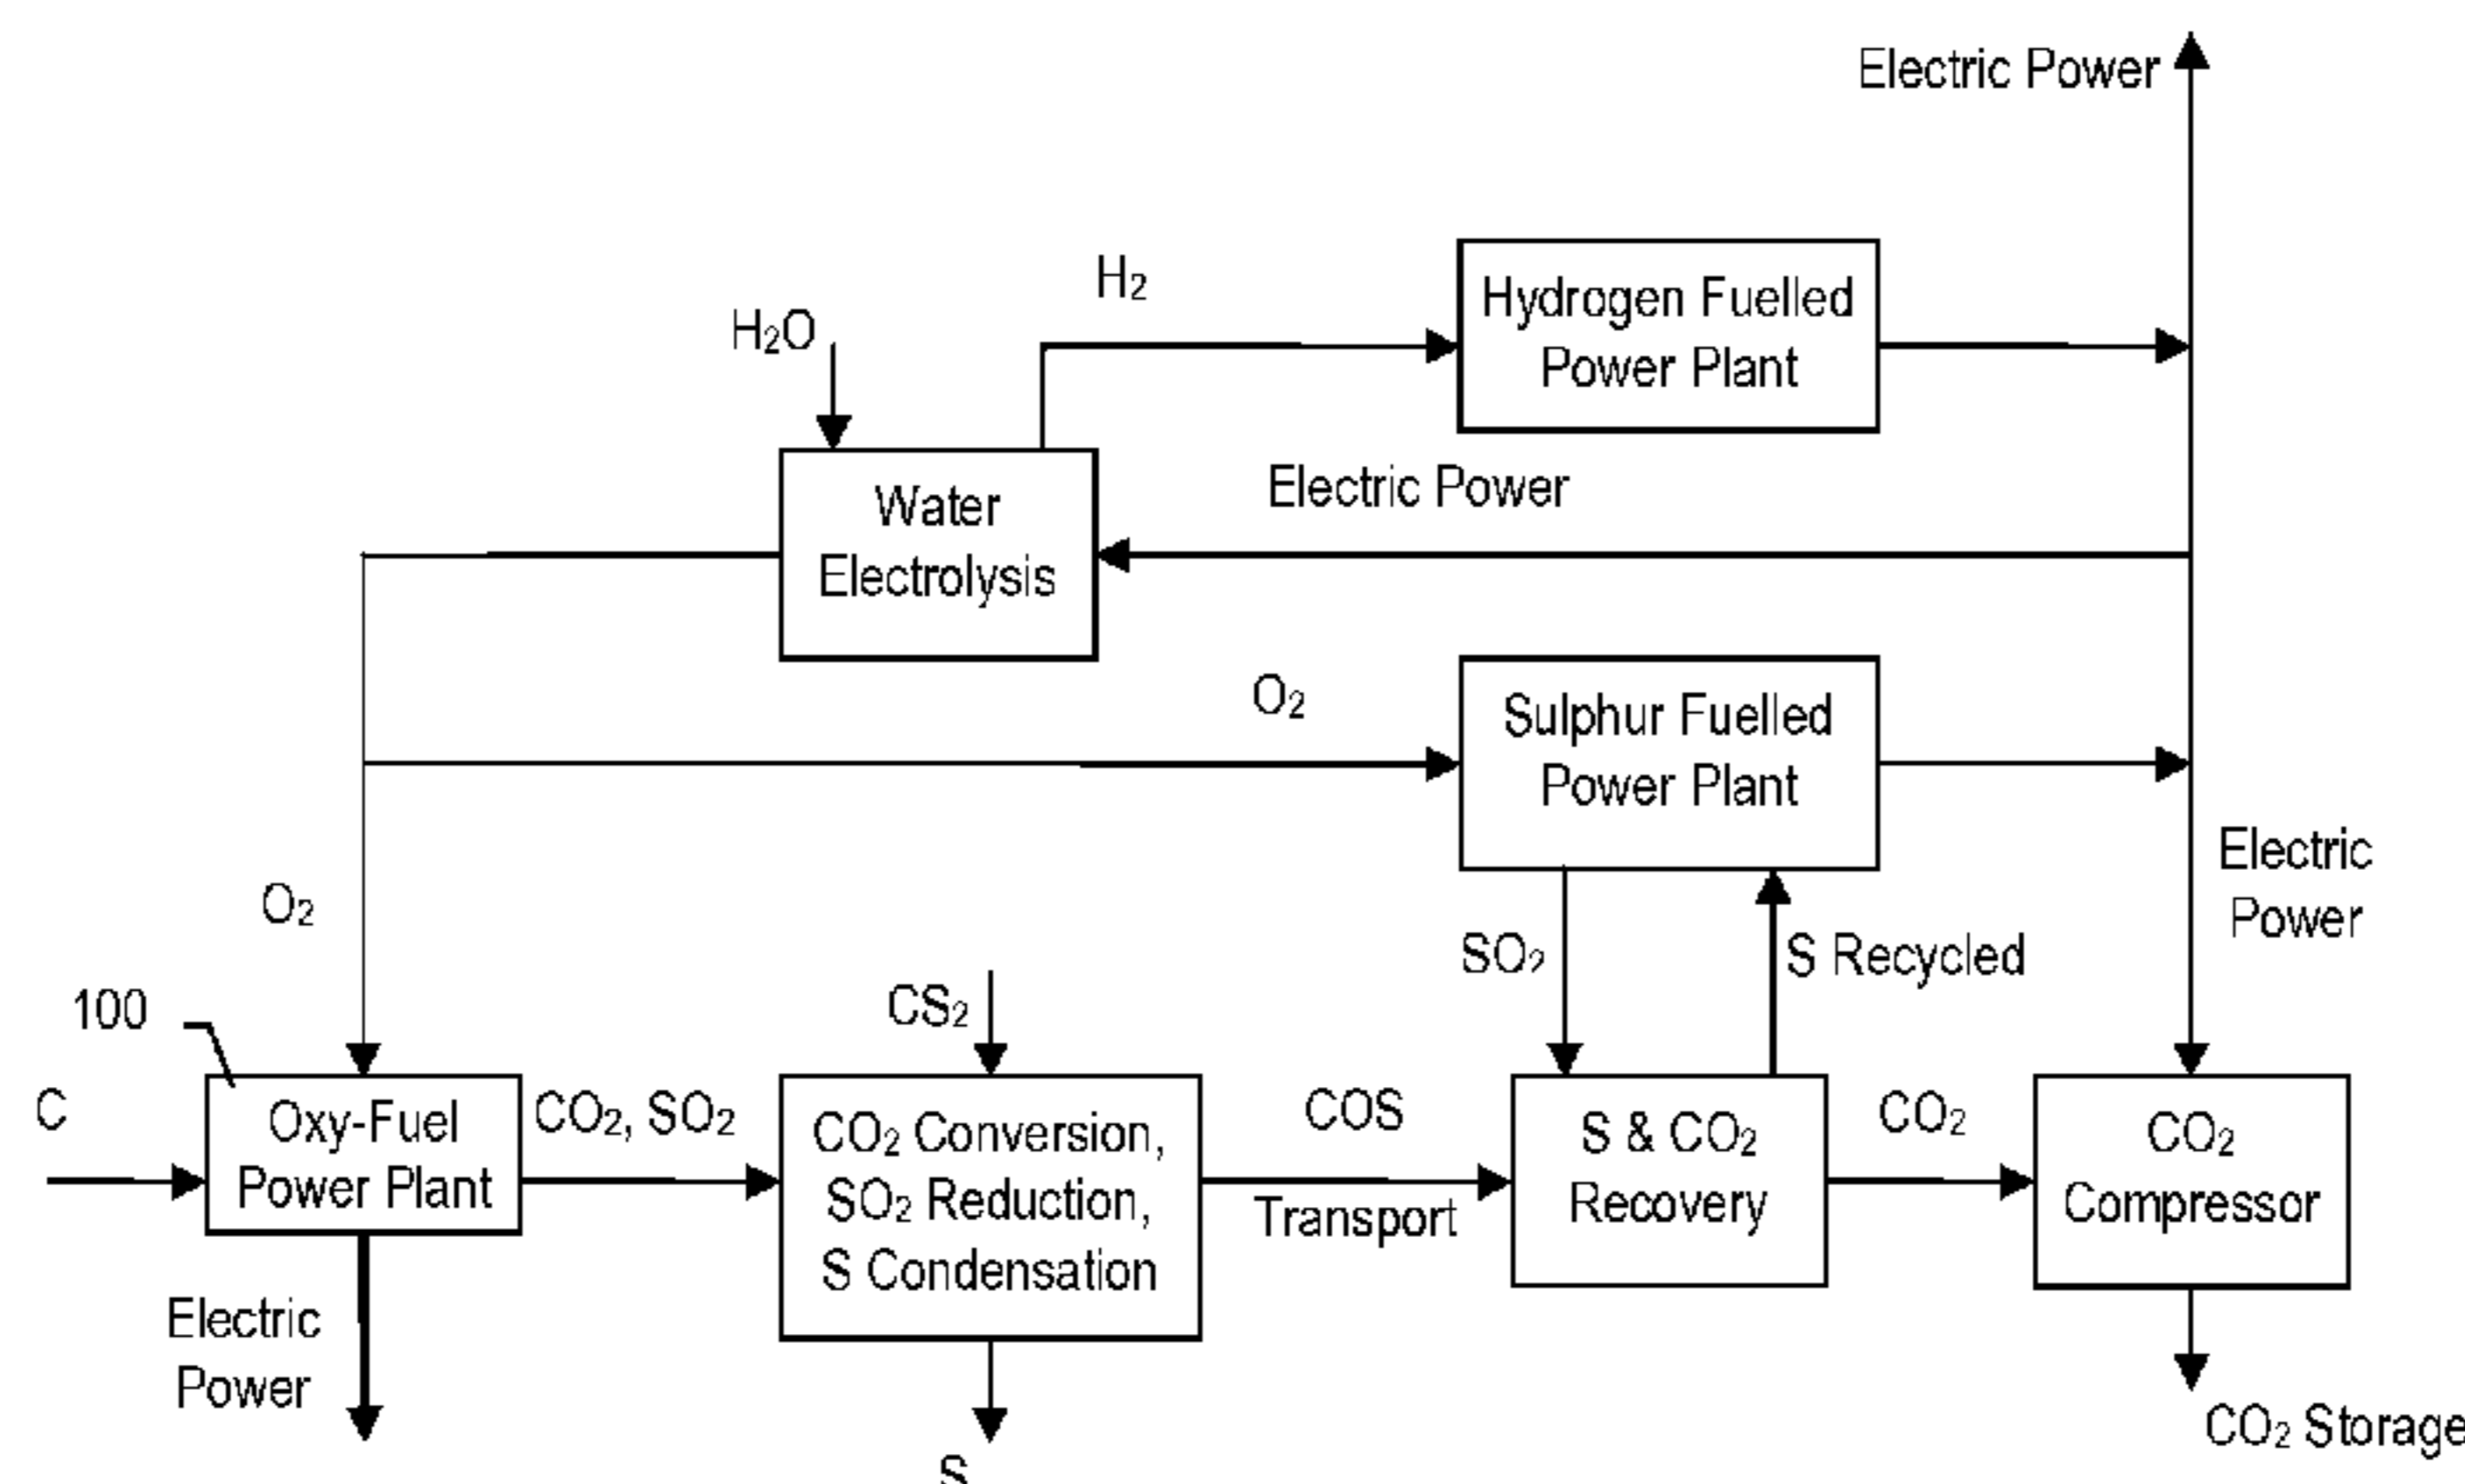 Electric Power
H₂
Hydrogen Fuelled
Power Plant
H₂O
Electric Power
Water
Electrolysis
O₂
Sulphur Fuelled
Power Plant
Electric
Power
O₂
SO₂
S Recycled
100
CS₂
C
Oxy-Fuel
Power Plant
CO₂, SO₂
CO₂ Conversion,
SO₂ Reduction,
S Condensation
COS
Transport
S & CO₂
Recovery
CO₂
CO₂
Compressor
Electric
Power
S
CO₂ Storage